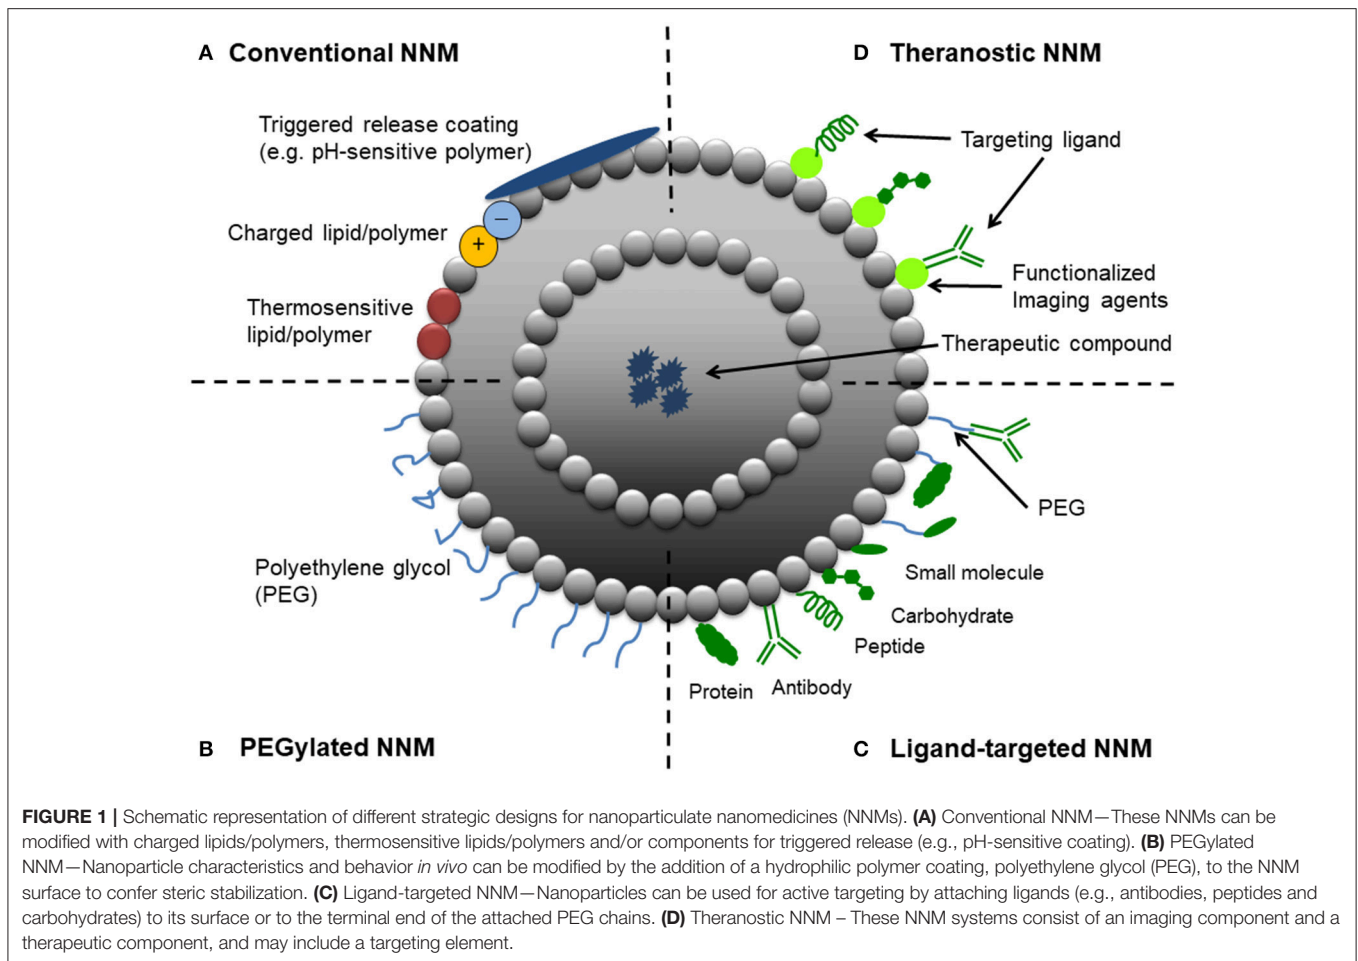 A Conventional NNM
D Theranostic NNM
Triggered release coating
(e.g. pH-sensitive polymer)
Targeting ligand
Charged lipid/polymer
−
+
Functionalized
Imaging agents
Thermosensitive
lipid/polymer
Therapeutic compound
PEG
Polyethylene glycol
(PEG)
Small molecule
Carbohydrate
Peptide
Protein
Antibody
B PEGylated NNM
C Ligand-targeted NNM
FIGURE 1 | Schematic representation of different strategic designs for nanoparticulate nanomedicines (NNMs). (A) Conventional NNM—These NNMs can be
modified with charged lipids/polymers, thermosensitive lipids/polymers and/or components for triggered release (e.g., pH-sensitive coating). (B) PEGylated
NNM—Nanoparticle characteristics and behavior in vivo can be modified by the addition of a hydrophilic polymer coating, polyethylene glycol (PEG), to the NNM
surface to confer steric stabilization. (C) Ligand-targeted NNM—Nanoparticles can be used for active targeting by attaching ligands (e.g., antibodies, peptides and
carbohydrates) to its surface or to the terminal end of the attached PEG chains. (D) Theranostic NNM – These NNM systems consist of an imaging component and a
therapeutic component, and may include a targeting element.